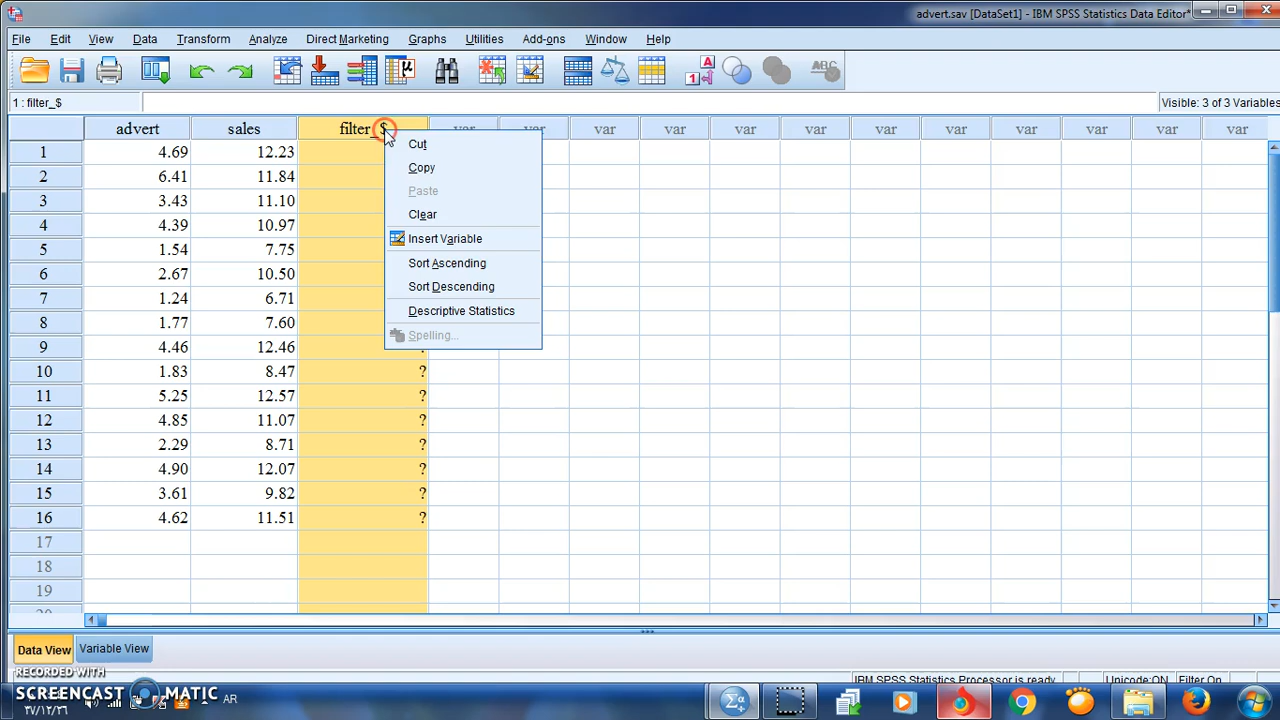 advert.sav [DataSet1] - IBM SPSS Statistics Data Editor*
File Edit View Data Transform Analyze Direct Marketing Graphs Utilities Add-ons Window Help
1 : filter_$ Visible: 3 of 3 Variables
advert sales filter_$ var var var var var var var var var var var
1 4.69 12.23
2 6.41 11.84
3 3.43 11.10
4 4.39 10.97
5 1.54 7.75
6 2.67 10.50
7 1.24 6.71
8 1.77 7.60
9 4.46 12.46 ?
10 1.83 8.47 ?
11 5.25 12.57 ?
12 4.85 11.07 ?
13 2.29 8.71 ?
14 4.90 12.07 ?
15 3.61 9.82 ?
16 4.62 11.51 ?
17
18
19
20
Cut
Copy
Paste
Clear
Insert Variable
Sort Ascending
Sort Descending
Descriptive Statistics
Spelling...
Data View Variable View
IBM SPSS Statistics Processor is ready Unicode:ON Filter On
RECORDED WITH
SCREENCAST MATIC
AR